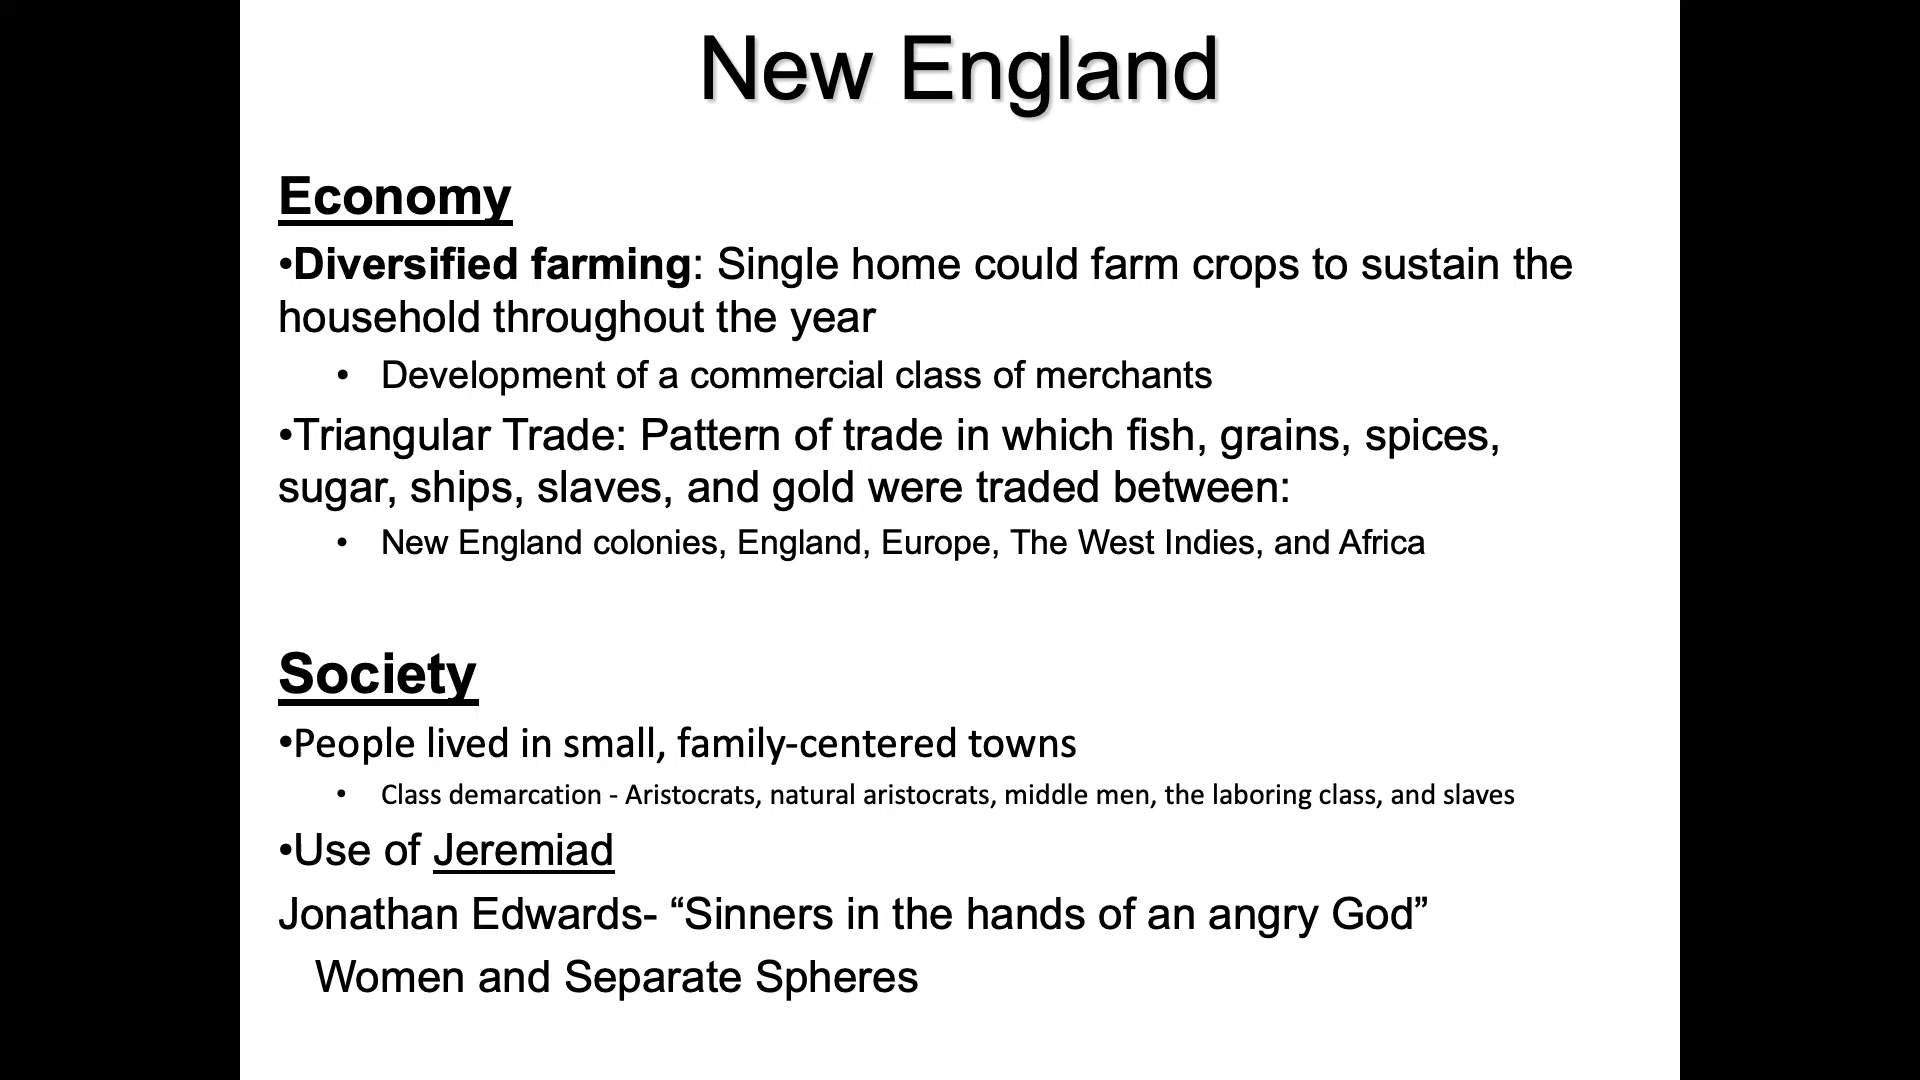 New England
Economy
•Diversified farming: Single home could farm crops to sustain the
household throughout the year
• Development of a commercial class of merchants
•Triangular Trade: Pattern of trade in which fish, grains, spices,
sugar, ships, slaves, and gold were traded between:
• New England colonies, England, Europe, The West Indies, and Africa
Society
•People lived in small, family-centered towns
• Class demarcation - Aristocrats, natural aristocrats, middle men, the laboring class, and slaves
•Use of Jeremiad
Jonathan Edwards- “Sinners in the hands of an angry God”
Women and Separate Spheres